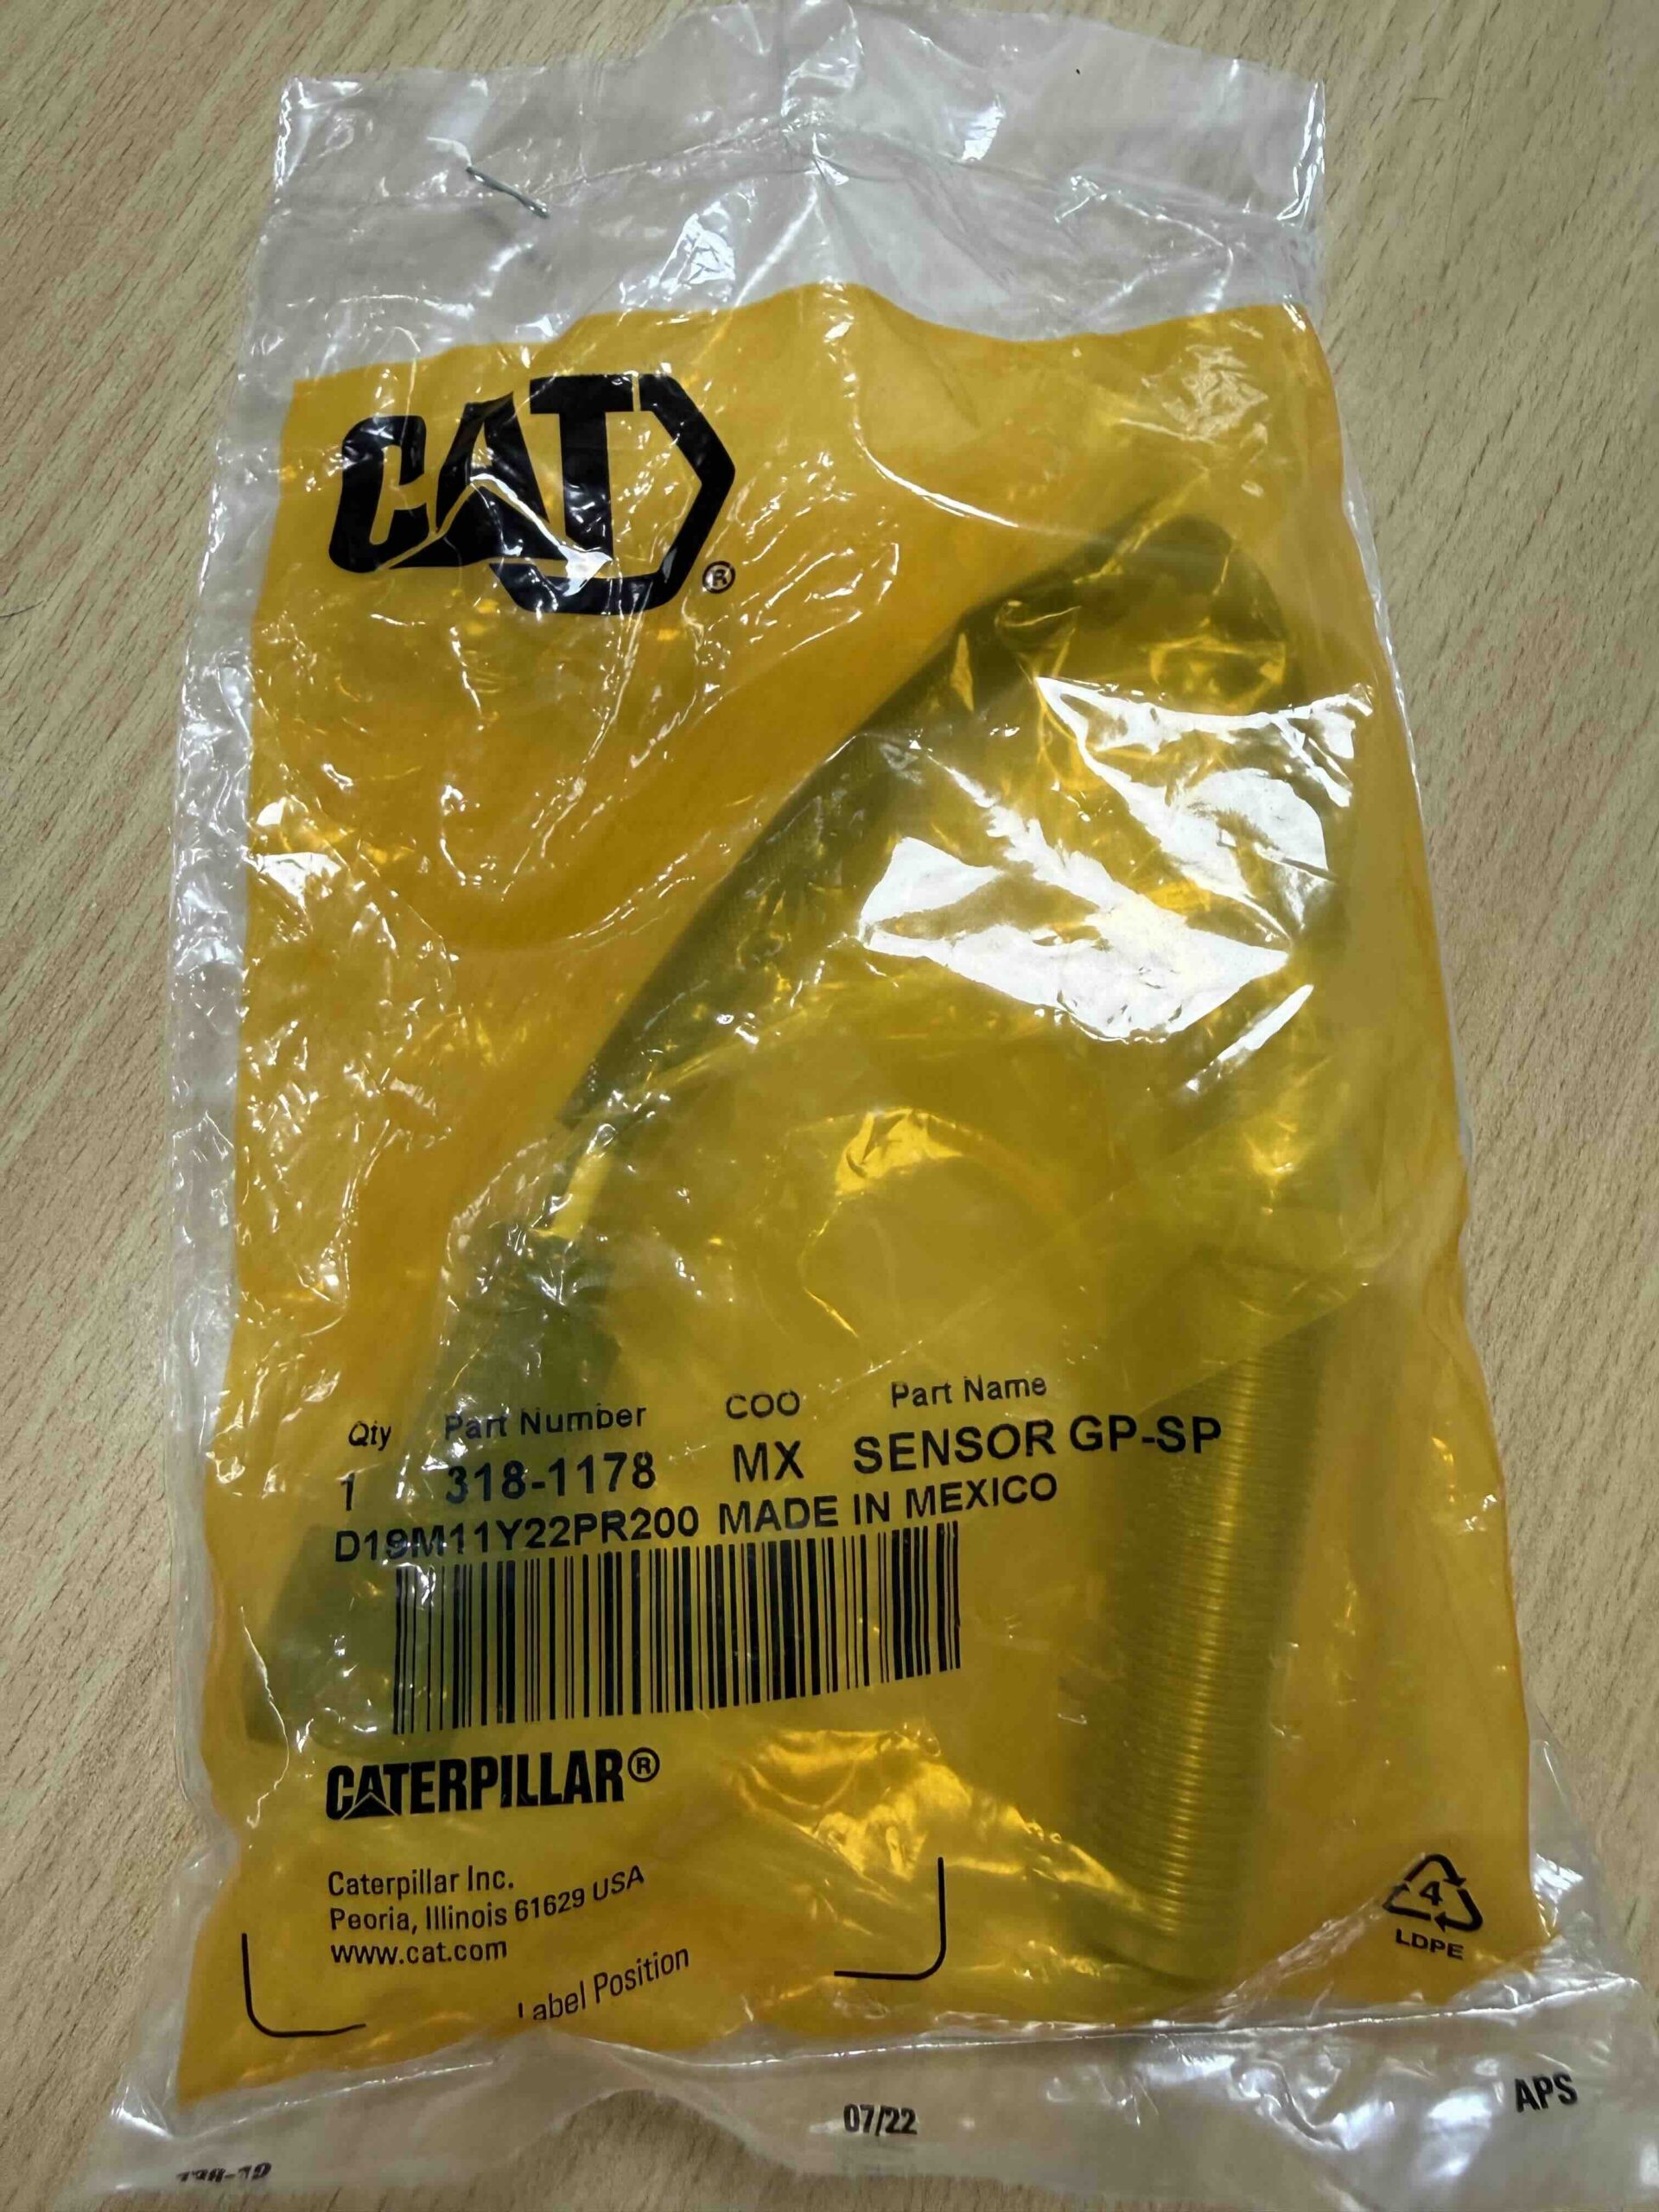 CAT®
Qty Part Number COO Part Name
1 318-1178 MX SENSOR GP-SP
D19M11Y22PR200 MADE IN MEXICO
CATERPILLAR®
Caterpillar Inc.
Peoria, Illinois 61629 USA
www.cat.com
Label Position
4
LDPE
APS
07/22